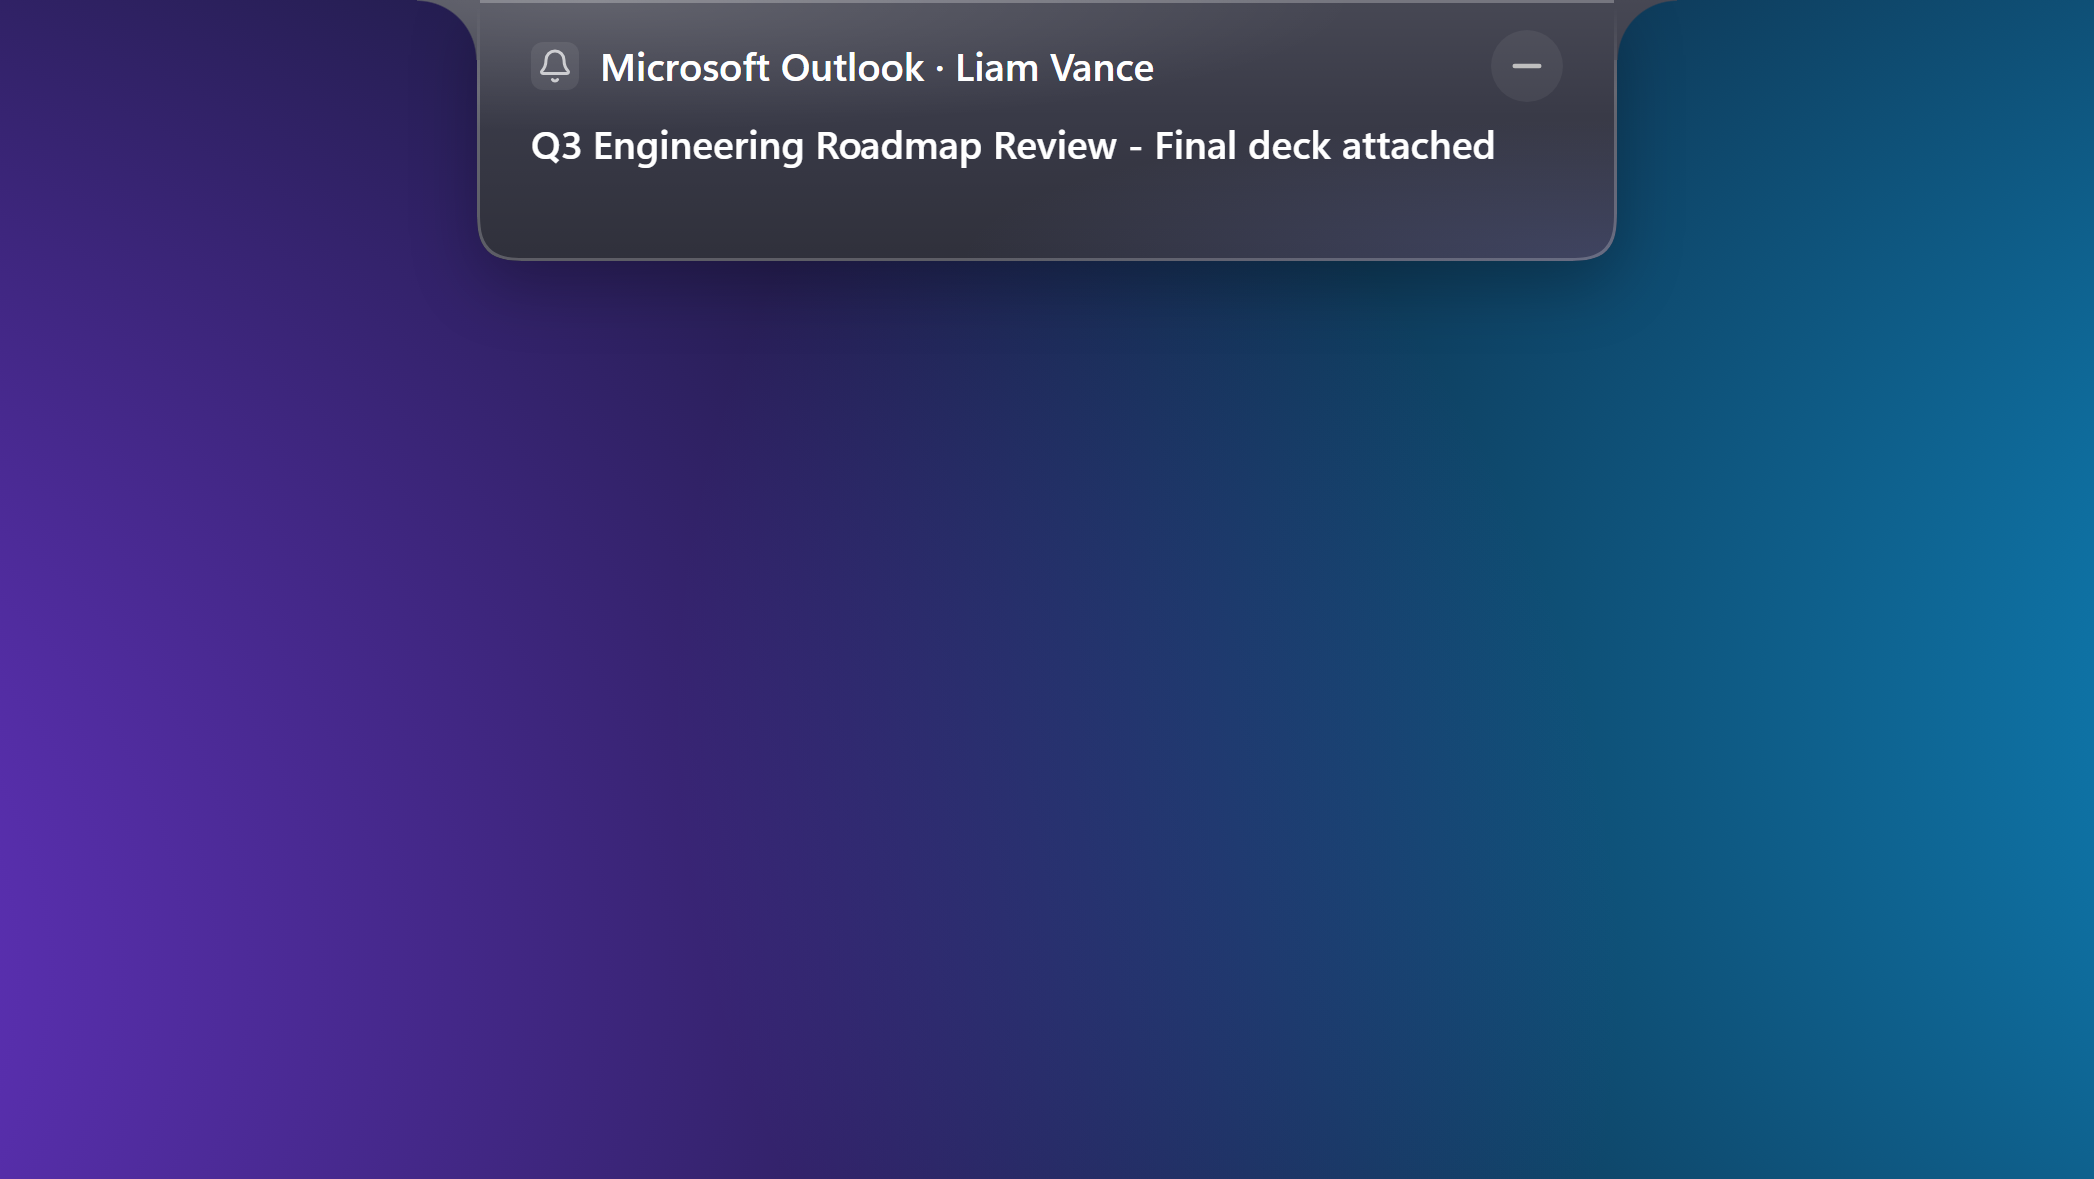 Microsoft Outlook · Liam Vance
Q3 Engineering Roadmap Review - Final deck attached